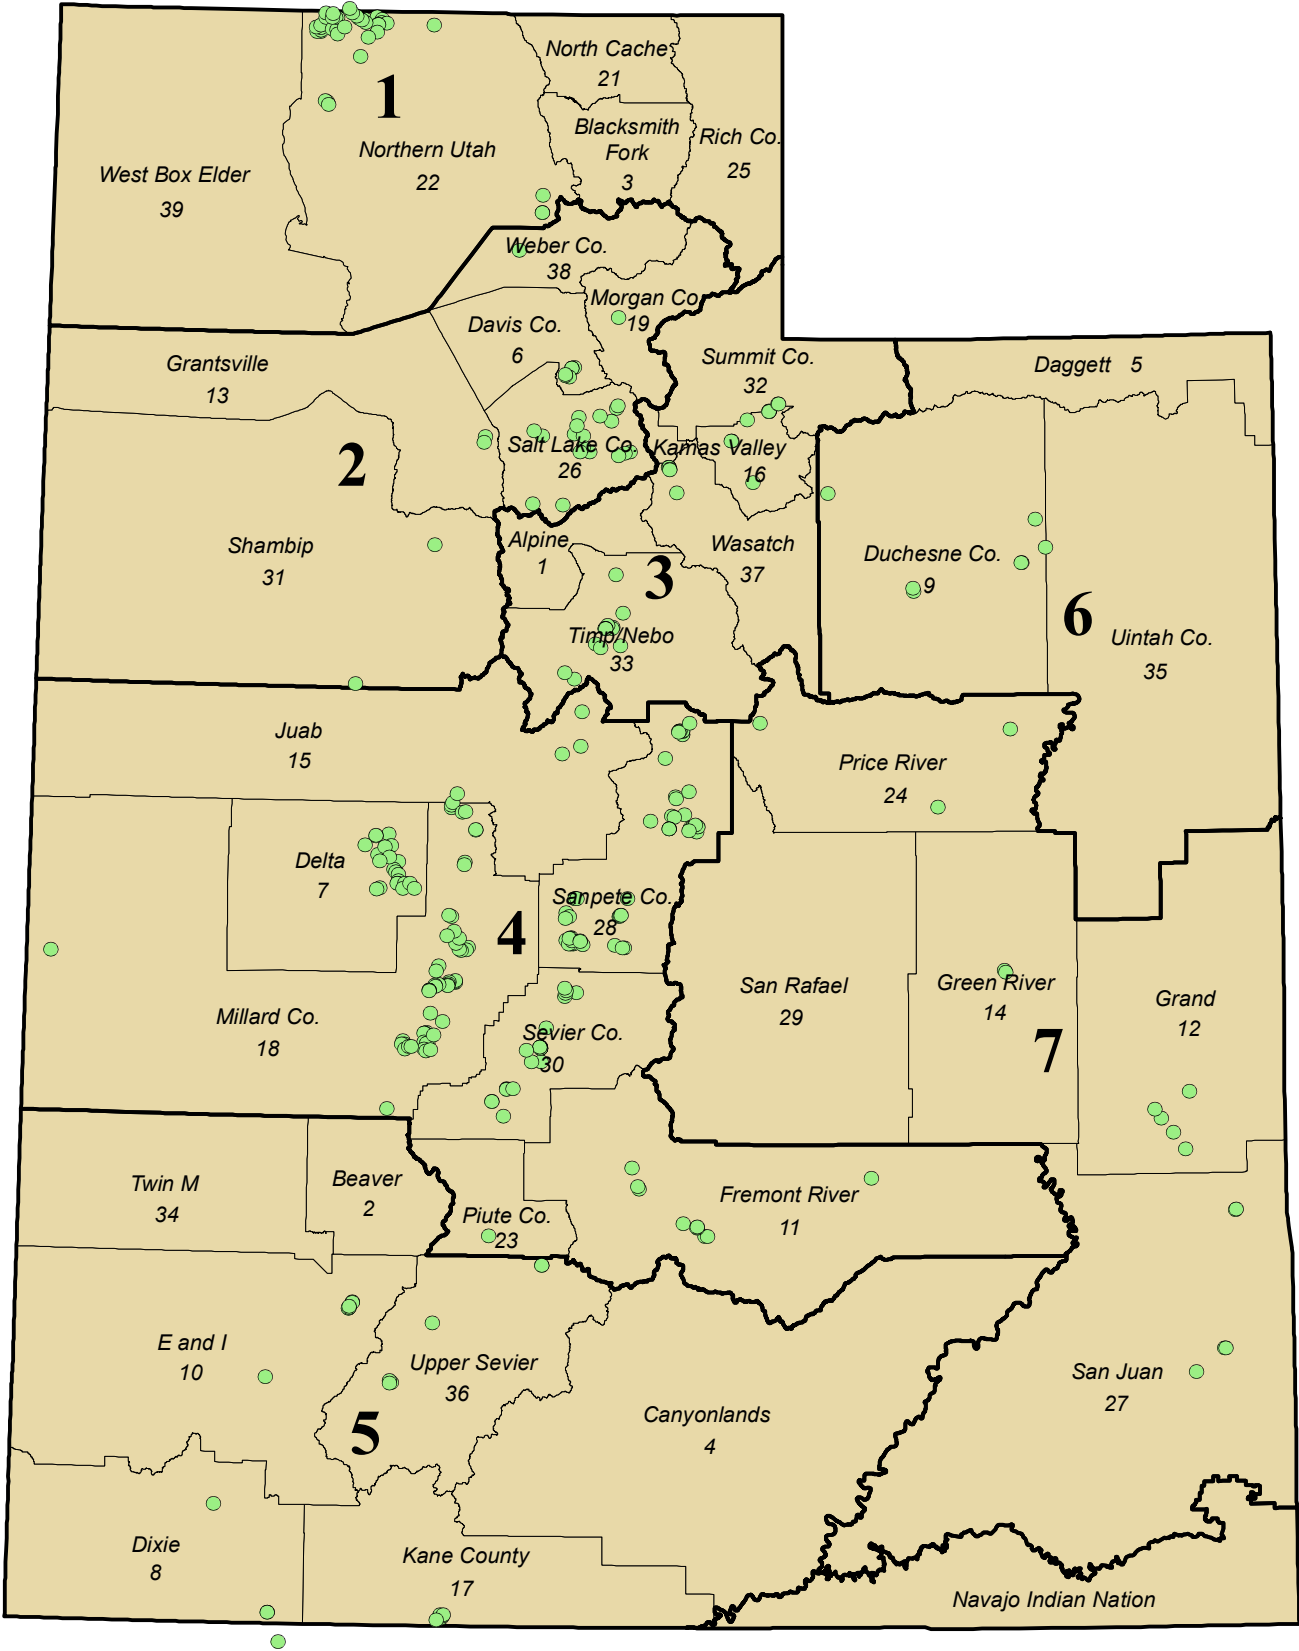 North Cache
21
1
Blacksmith
Fork
3
Rich Co.
25
Northern Utah
22
West Box Elder
39
Weber Co.
38
Morgan Co
19
Davis Co.
6
Summit Co.
32
Daggett 5
Grantsville
13
Salt Lake Co.
26
Kamas Valley
16
2
Shambip
31
Alpine
1
Wasatch
37
3
Duchesne Co.
9
6
Uintah Co.
35
Timp/Nebo
33
Juab
15
Price River
24
Delta
7
Sanpete Co.
28
4
San Rafael
29
Green River
14
Grand
12
Millard Co.
18
Sevier Co.
30
7
Twin M
34
Beaver
2
Piute Co.
23
Fremont River
11
E and I
10
Upper Sevier
36
San Juan
27
Canyonlands
4
5
Dixie
8
Kane County
17
Navajo Indian Nation